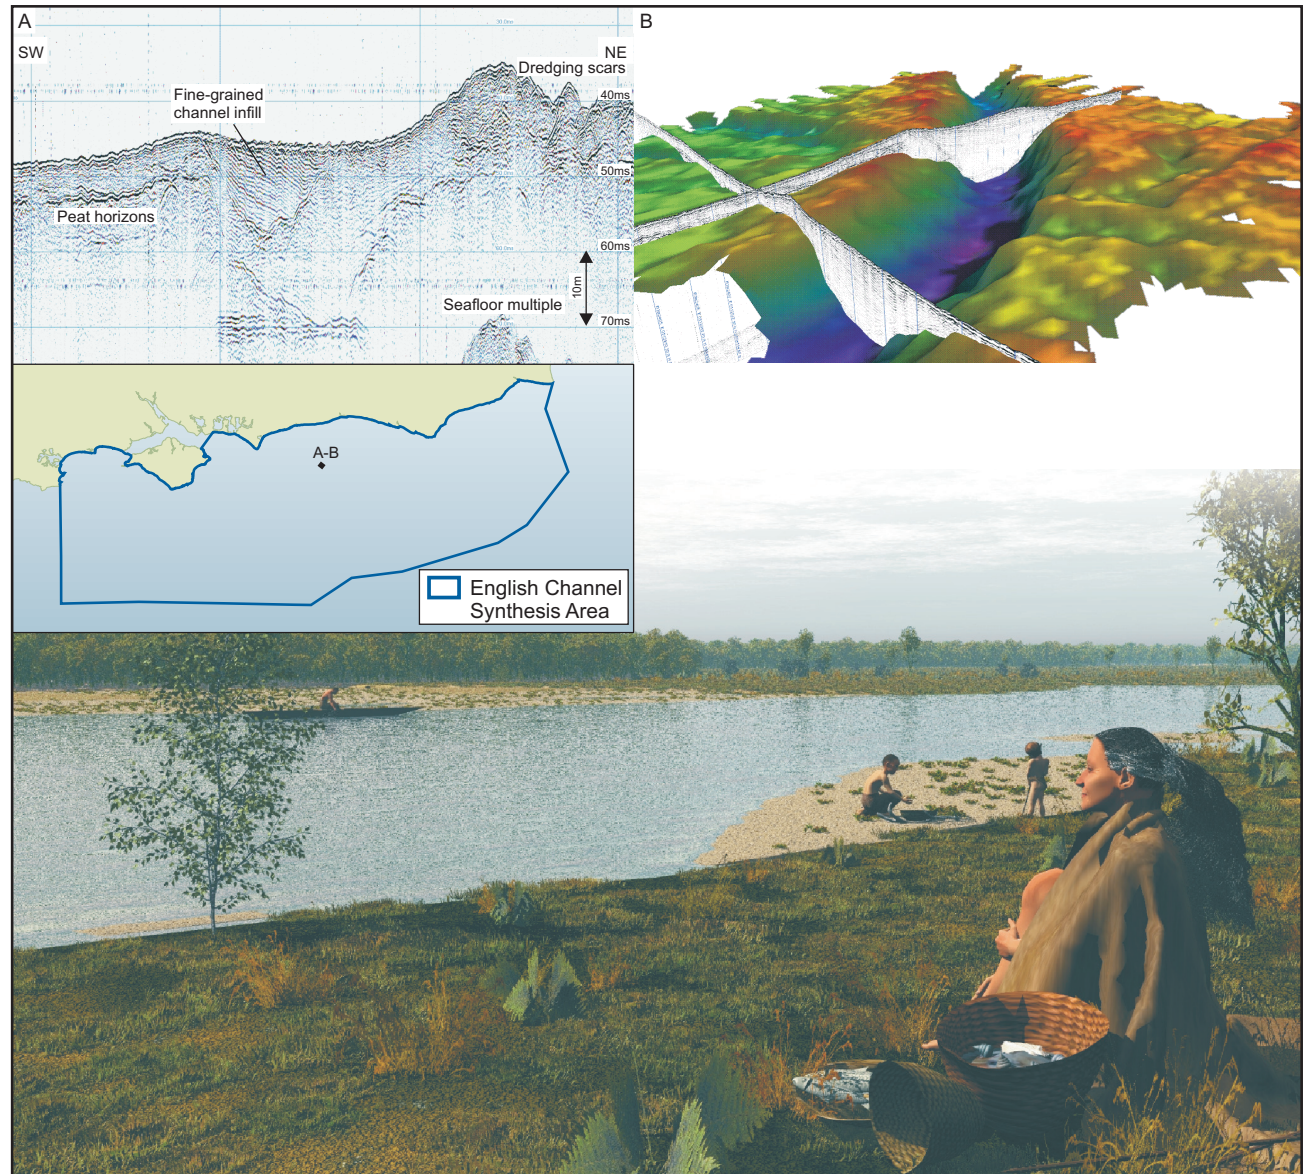 A
SW
NE
Dredging scars
40ms
Fine-grained
channel infill
50ms
Peat horizons
60ms
10m
Seafloor multiple
70ms
B
A-B
English Channel
Synthesis Area